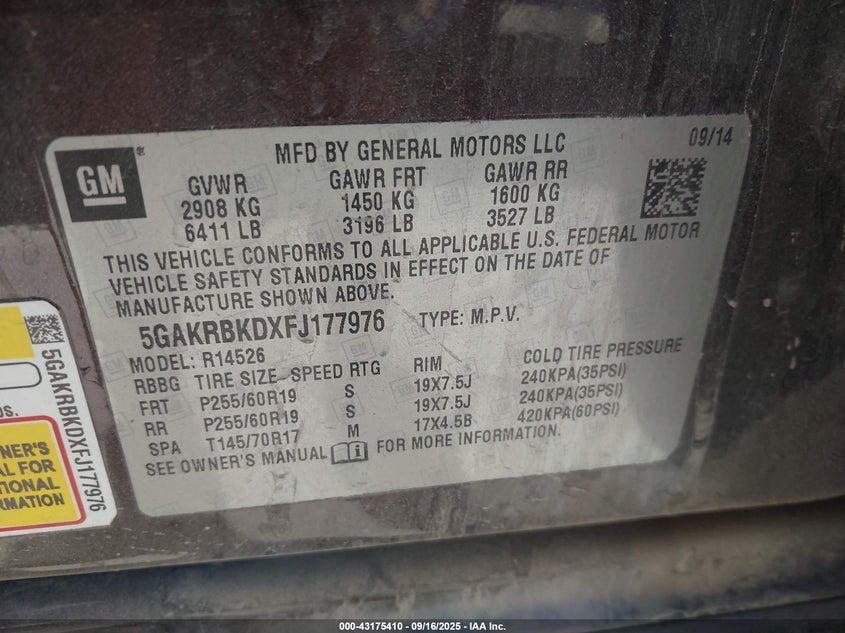 GM
MFD BY GENERAL MOTORS LLC
09/14
GVWR GAWR FRT GAWR RR
2908 KG 1450 KG 1600 KG
6411 LB 3196 LB 3527 LB
THIS VEHICLE CONFORMS TO ALL APPLICABLE U.S. FEDERAL MOTOR
VEHICLE SAFETY STANDARDS IN EFFECT ON THE DATE OF
MANUFACTURE SHOWN ABOVE.
5GAKRBKDXFJ177976 TYPE: M.P.V.
MODEL: R14526
RBBG TIRE SIZE SPEED RTG RIM COLD TIRE PRESSURE
FRT P255/60R19 S 19X7.5J 240KPA(35PSI)
RR P255/60R19 S 19X7.5J 240KPA(35PSI)
SPA T145/70R17 M 17X4.5B 420KPA(60PSI)
SEE OWNER'S MANUAL FOR MORE INFORMATION.
5GAKRBKDXFJ177976
FOR
000-43175410 - 09/16/2025 - IAA Inc.